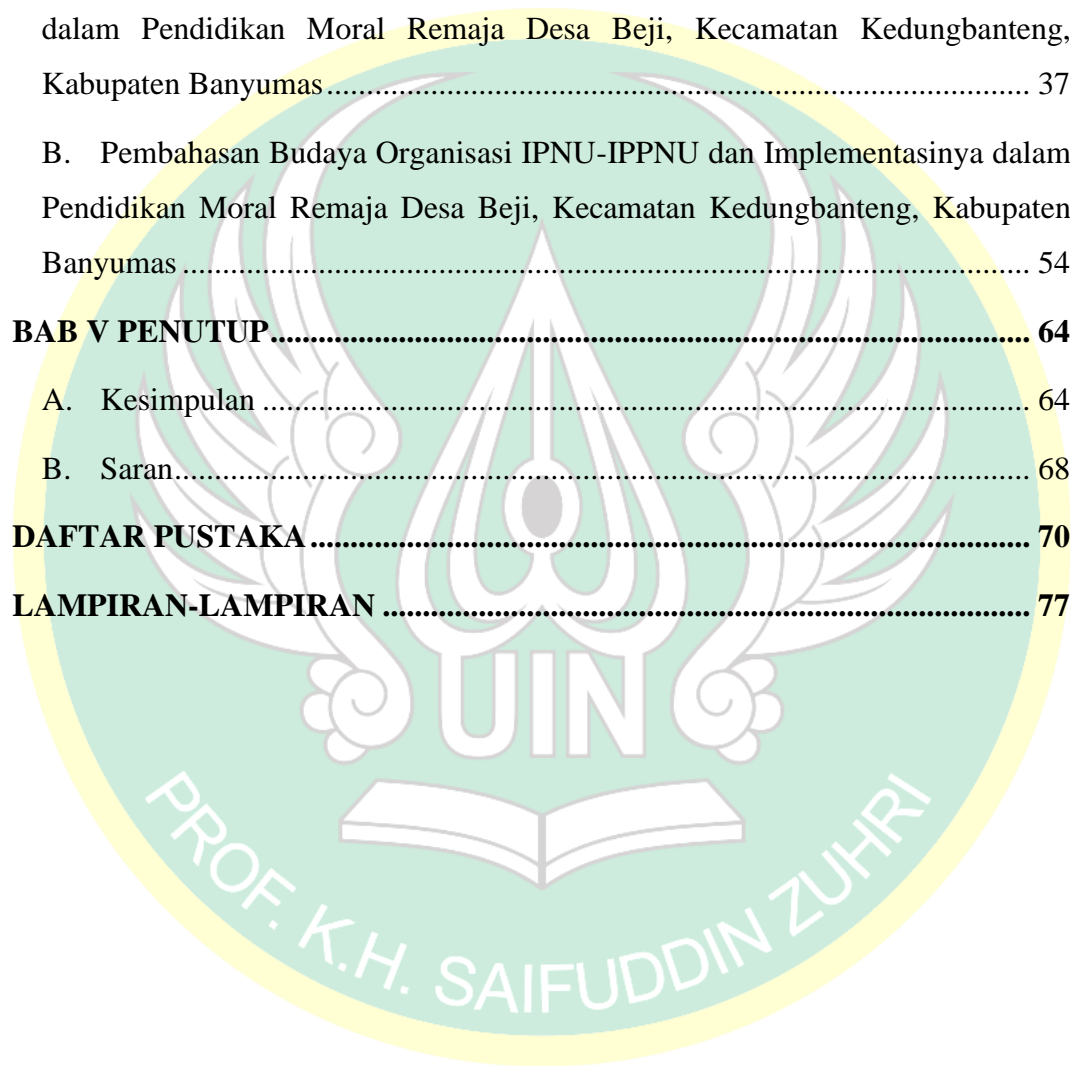 dalam Pendidikan Moral Remaja Desa Beji, Kecamatan Kedungbanteng,
Kabupaten Banyumas........................................................................... 37
B. Pembahasan Budaya Organisasi IPNU-IPPNU dan Implementasinya dalam
Pendidikan Moral Remaja Desa Beji, Kecamatan Kedungbanteng, Kabupaten
Banyumas ........................................................................................... 54
BAB V PENUTUP................................................................................ 64
A. Kesimpulan .................................................................................. 64
B. Saran............................................................................................ 68
DAFTAR PUSTAKA ............................................................................ 70
LAMPIRAN-LAMPIRAN .................................................................... 77
UIN
PROF. K.H. SAIFUDDIN ZUHRI